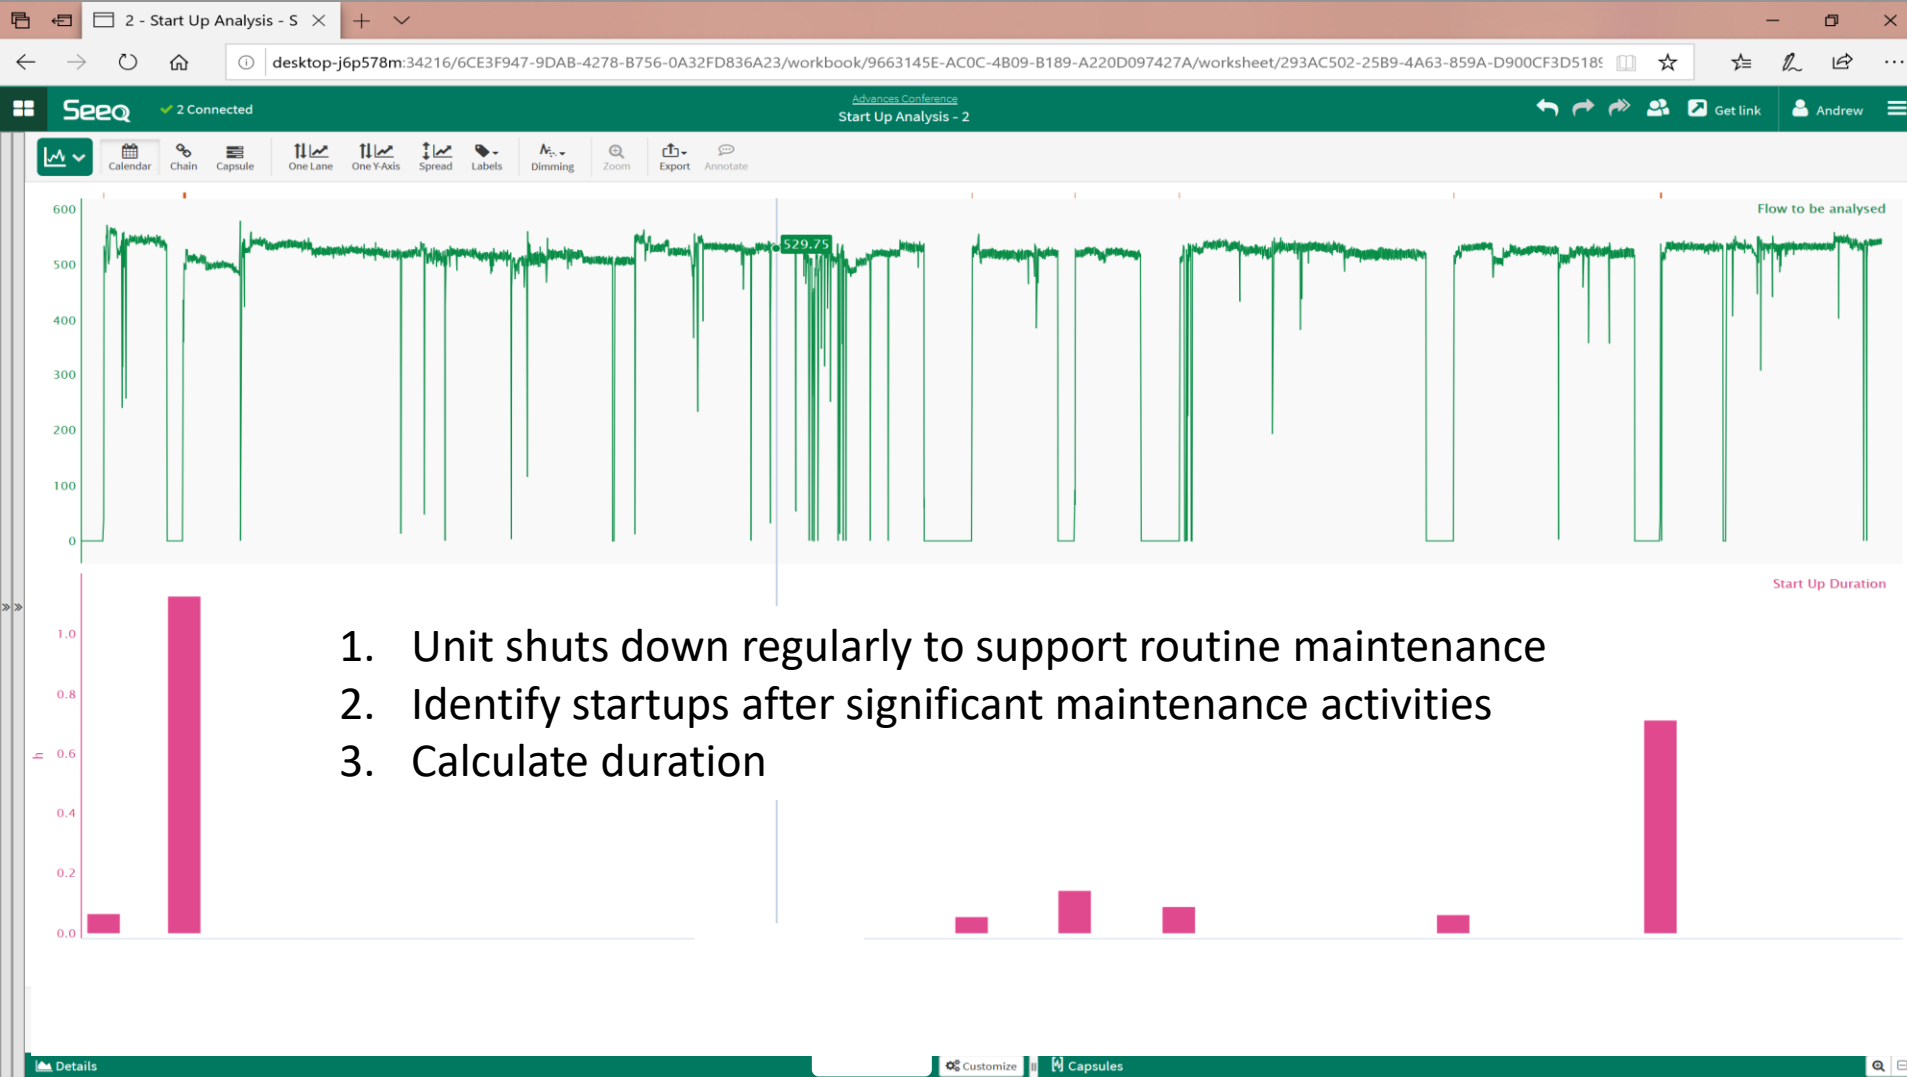 2 - Start Up Analysis - S
desktop-j6p578m:34216/6CE3F947-9DAB-4278-B756-0A32FD836A23/workbook/9663145E-AC0C-4B09-B189-A220D097427A/worksheet/293AC502-25B9-4A63-859A-D900CF3D5189
Seeq
2 Connected
Advances Conference
Start Up Analysis - 2
Get link
Andrew
Calendar
Chain
Capsule
One Lane
One Y-Axis
Spread
Labels
Dimming
Zoom
Export
Annotate
Flow to be analysed
600
500
400
300
200
100
0
529.75
Start Up Duration
1.0
0.8
0.6
0.4
0.2
0.0
h
1. Unit shuts down regularly to support routine maintenance
2. Identify startups after significant maintenance activities
3. Calculate duration
Details
Customize
Capsules